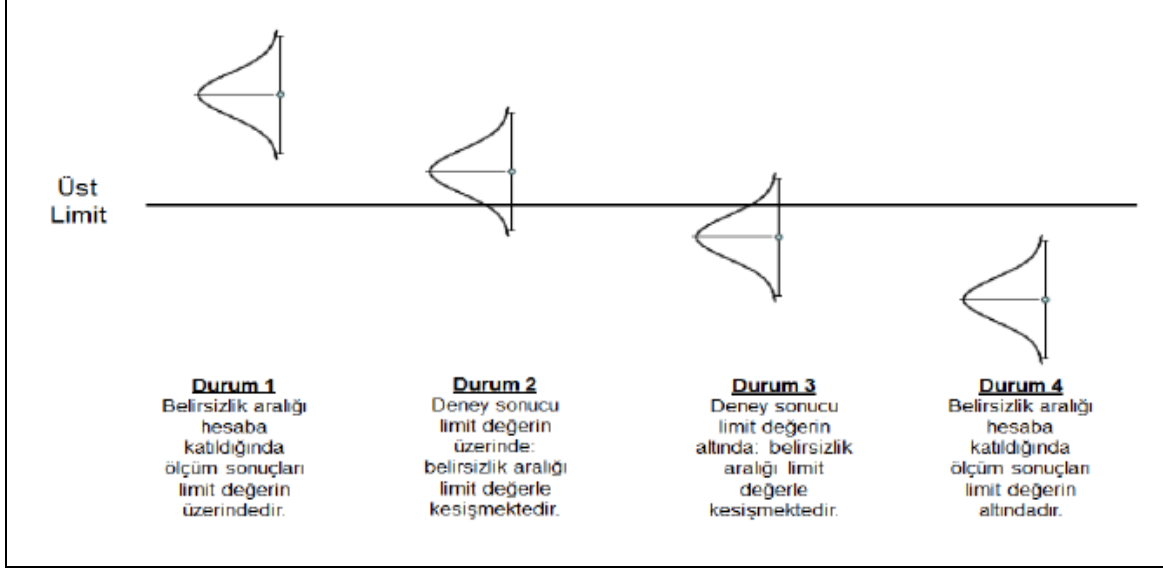 Üst
Limit
Durum 1
Belirsizlik aralığı
hesaba
katıldığında
ölçüm sonuçları
limit değerin
üzerindedir.
Durum 2
Deney sonucu
limit değerin
üzerinde:
belirsizlik aralığı
limit değerle
kesişmektedir.
Durum 3
Deney sonucu
limit değerin
altında: belirsizlik
aralığı limit
değerle
kesişmektedir.
Durum 4
Belirsizlik aralığı
hesaba
katıldığında
ölçüm sonuçları
limit değerin
altındadır.